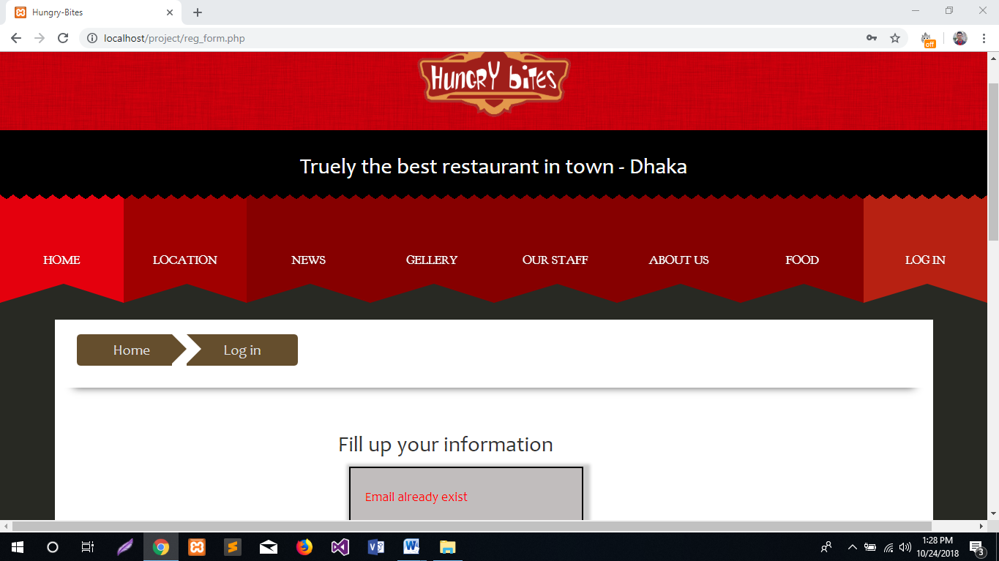 Hungry-Bites
localhost/project/reg_form.php
off
HUNGRY biTES
Truely the best restaurant in town - Dhaka
HOME LOCATION NEWS GELLERY OUR STAFF ABOUT US FOOD LOG IN
Home Log in
Fill up your information
Email already exist
1:28 PM
10/24/2018
3